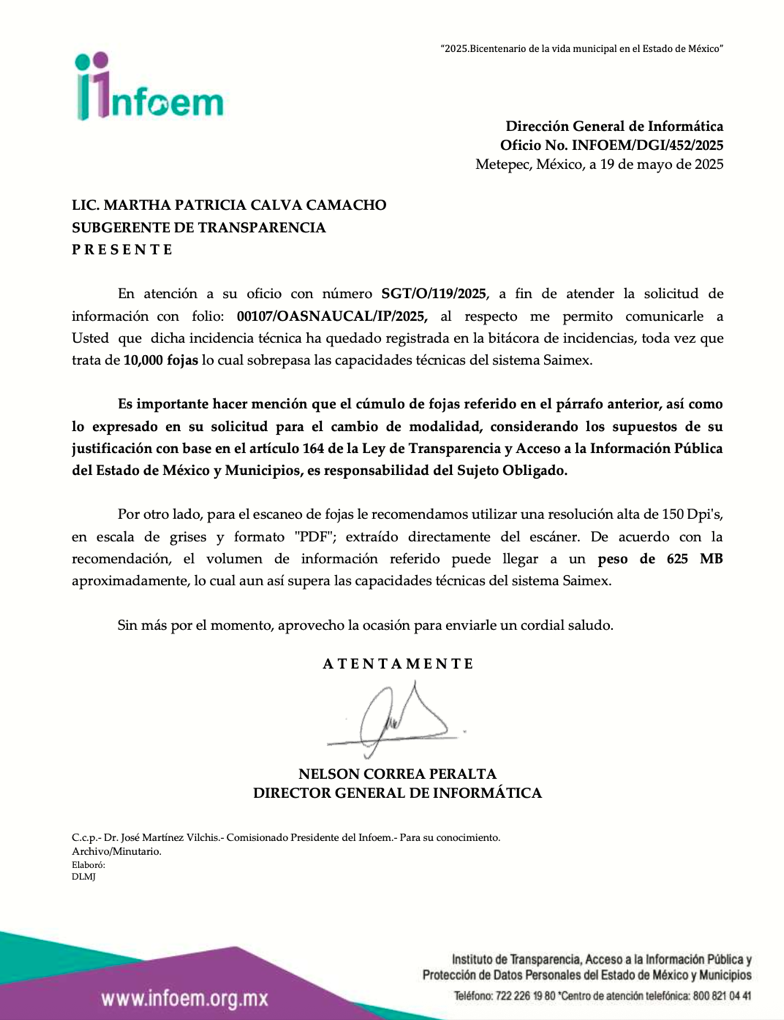 “2025.Bicentenario de la vida municipal en el Estado de México”
infoem
Dirección General de Informática
Oficio No. INFOEM/DGI/452/2025
Metepec, México, a 19 de mayo de 2025
LIC. MARTHA PATRICIA CALVA CAMACHO
SUBGERENTE DE TRANSPARENCIA
P R E S E N T E
En atención a su oficio con número SGT/O/119/2025, a fin de atender la solicitud de
información con folio: 00107/OASNAUCAL/IP/2025, al respecto me permito comunicarle a
Usted que dicha incidencia técnica ha quedado registrada en la bitácora de incidencias, toda vez que
trata de 10,000 fojas lo cual sobrepasa las capacidades técnicas del sistema Saimex.
Es importante hacer mención que el cúmulo de fojas referido en el párrafo anterior, así como
lo expresado en su solicitud para el cambio de modalidad, considerando los supuestos de su
justificación con base en el artículo 164 de la Ley de Transparencia y Acceso a la Información Pública
del Estado de México y Municipios, es responsabilidad del Sujeto Obligado.
Por otro lado, para el escaneo de fojas le recomendamos utilizar una resolución alta de 150 Dpi's,
en escala de grises y formato "PDF"; extraído directamente del escáner. De acuerdo con la
recomendación, el volumen de información referido puede llegar a un peso de 625 MB
aproximadamente, lo cual aun así supera las capacidades técnicas del sistema Saimex.
Sin más por el momento, aprovecho la ocasión para enviarle un cordial saludo.
A T E N T A M E N T E
NELSON CORREA PERALTA
DIRECTOR GENERAL DE INFORMÁTICA
C.c.p.- Dr. José Martínez Vilchis.- Comisionado Presidente del Infoem.- Para su conocimiento.
Archivo/Minutario.
Elaboró:
DLMJ
Instituto de Transparencia, Acceso a la Información Pública y
Protección de Datos Personales del Estado de México y Municipios
Teléfono: 722 226 19 80 *Centro de atención telefónica: 800 821 04 41
www.infoem.org.mx